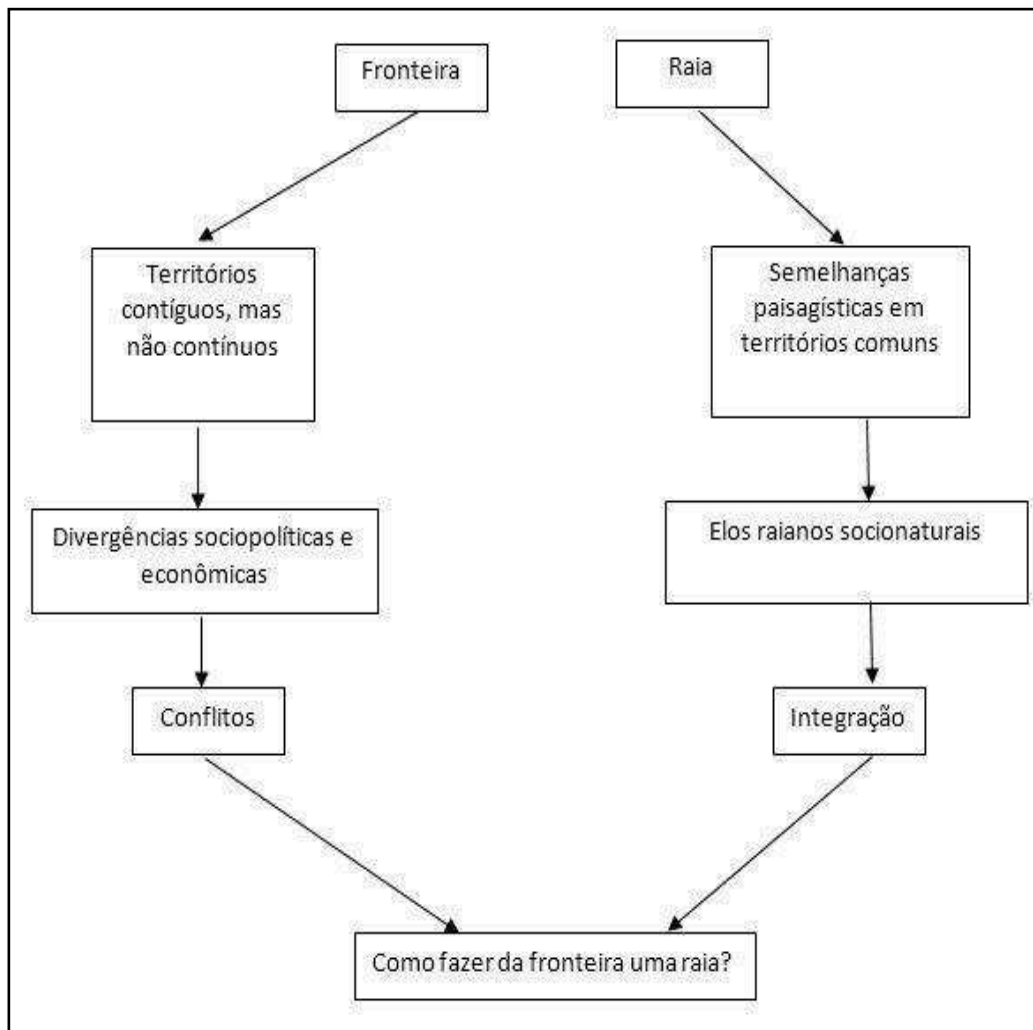 Fronteira
Raia
Territórios
contíguos, mas
não contínuos
Semelhanças
paisagísticas em
territórios comuns
Divergências sociopolíticas e
econômicas
Elos raianos socionaturais
Conflitos
Integração
Como fazer da fronteira uma raia?